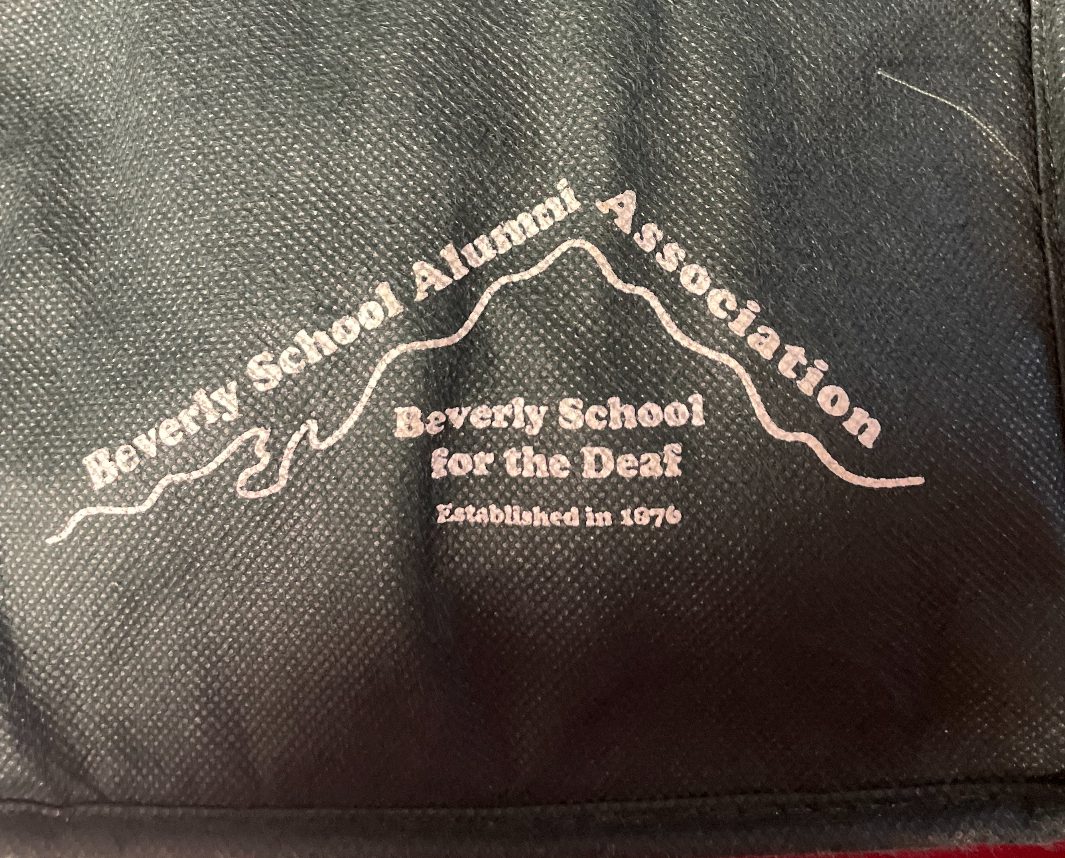 Beverly School Alumni Association
Beverly School
for the Deaf
Established in 1876